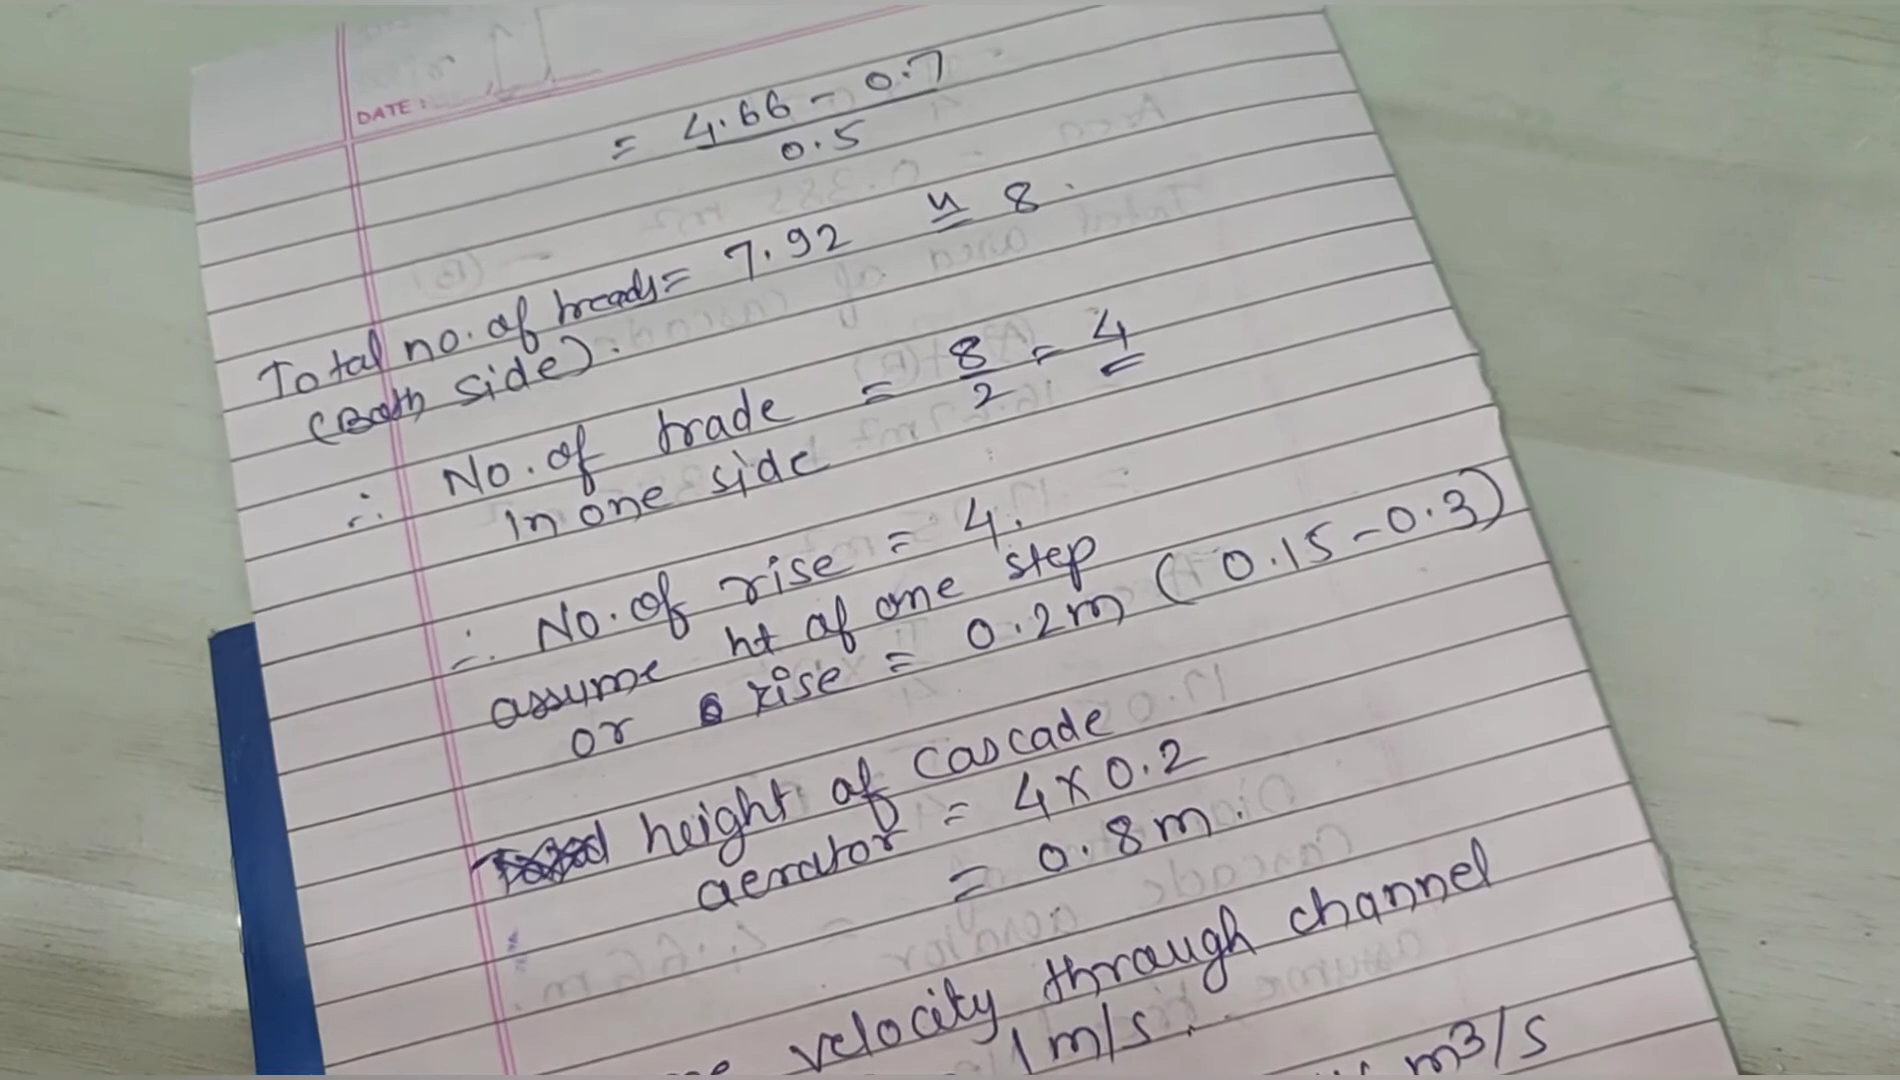 DATE:
= 4.66 - 0.7 / 0.5
Total no. of treads = 7.92 ≃ 8.
(Both side).
∴ No. of trade = 8/2 = 4
in one side
∴ No. of rise = 4.
assume ht of one step
or rise = 0.2m (0.15-0.3)
height of cascade
aerator = 4×0.2
= 0.8m.
velocity through channel
1m/s.
m3/s